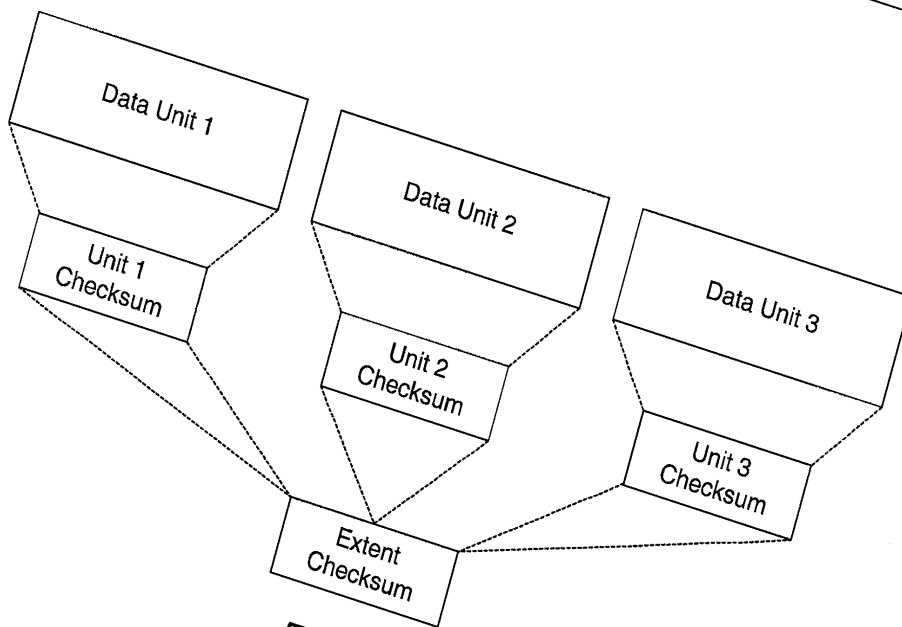 Data Unit 1
Data Unit 2
Data Unit 3
Unit 1
Checksum
Unit 2
Checksum
Unit 3
Checksum
Extent
Checksum